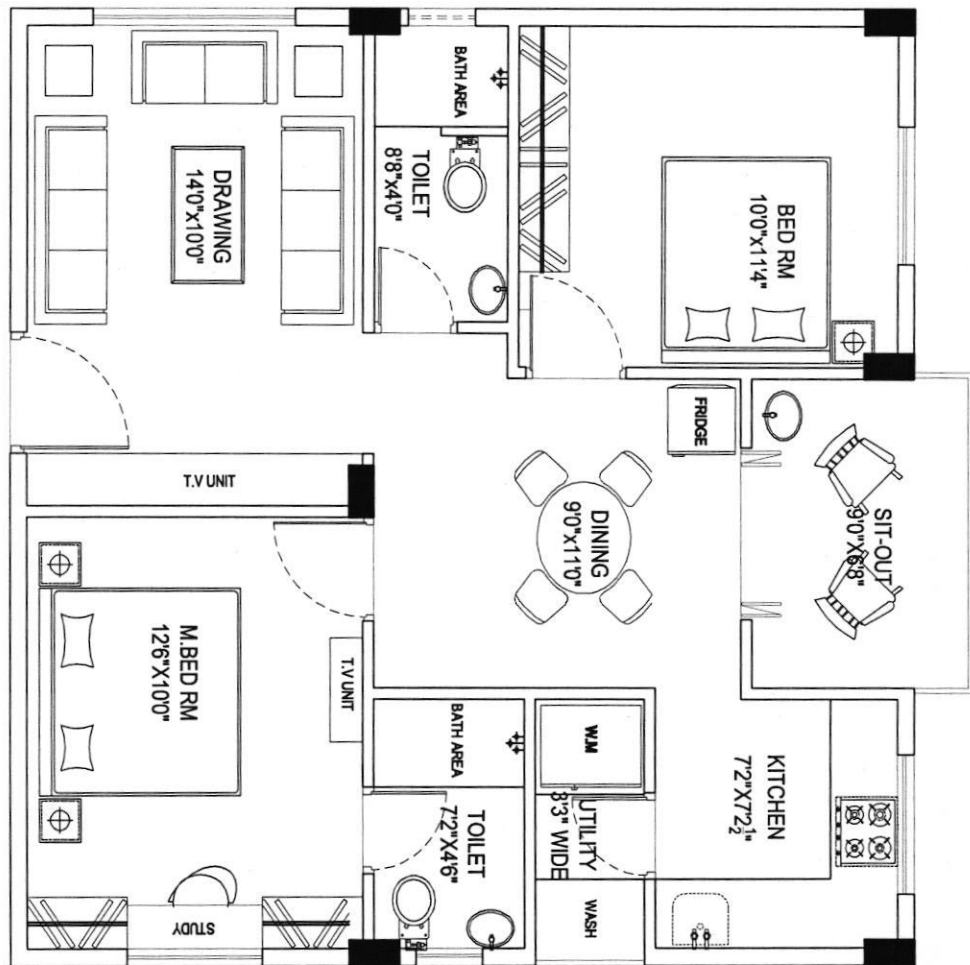 DRAWING
14'0"x10'0"
BATH AREA
TOILET
8'8"x4'0"
BED RM
10'0"x11'4"
T.V UNIT
FRIDGE
DINING
9'0"x11'0"
SIT-OUT
9'0"X6'8"
M.BED RM
12'6"X10'0"
T.V UNIT
BATH AREA
TOILET
7'2"X4'6"
W.M
UTILITY
3'3" WIDE
WASH
KITCHEN
7'2"X7'2½"
STUDY